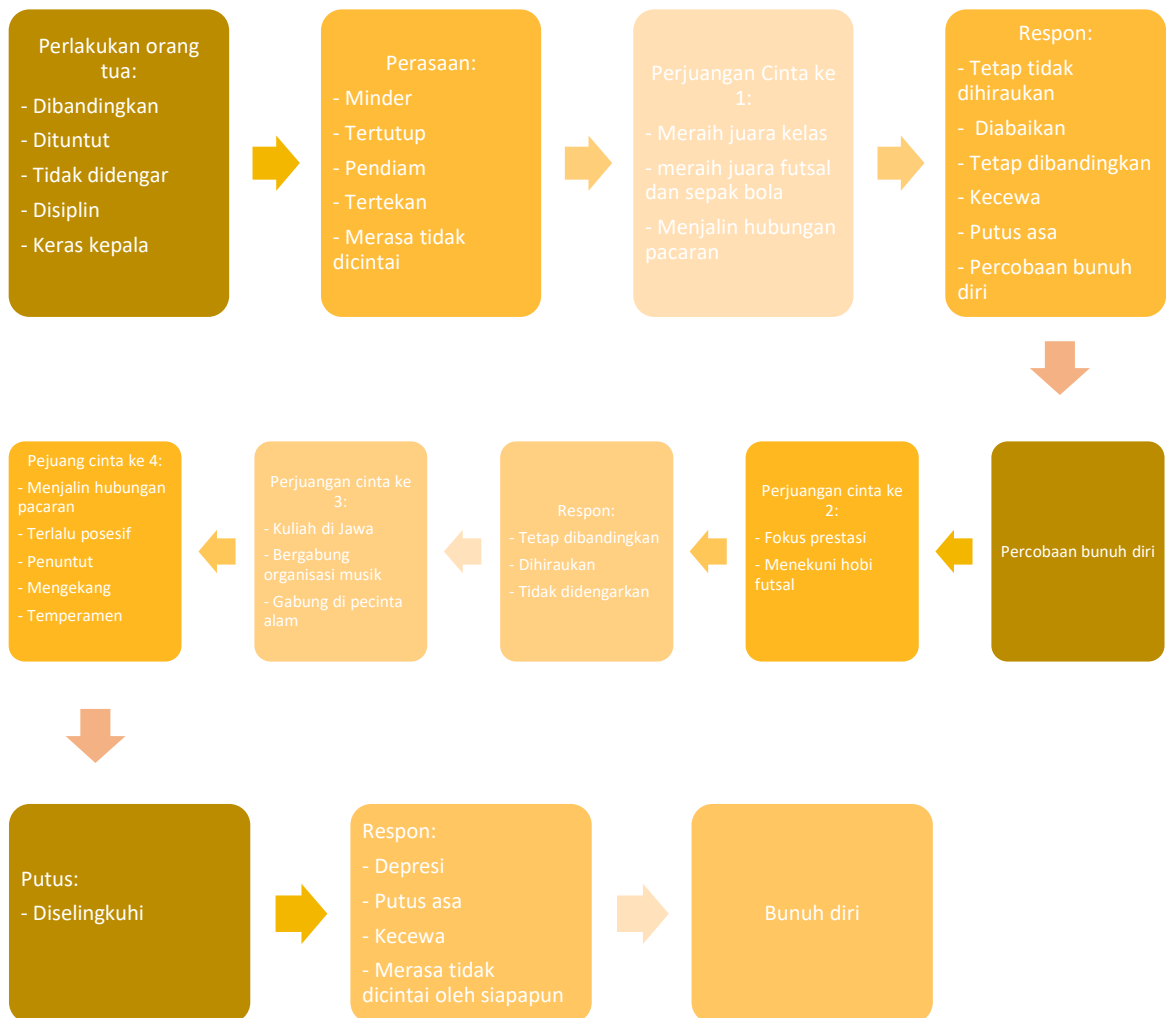 Perlakukan orang
tua:
- Dibandingkan
- Dituntut
- Tidak didengar
- Disiplin
- Keras kepala
Perasaan:
- Minder
- Tertutup
- Pendiam
- Tertekan
- Merasa tidak
dicintai
Perjuangan Cinta ke
1:
- Meraih juara kelas
- meraih juara futsal
dan sepak bola
- Menjalin hubungan
pacaran
Respon:
- Tetap tidak
dihiraukan
- Diabaikan
- Tetap dibandingkan
- Kecewa
- Putus asa
- Percobaan bunuh
diri
Percobaan bunuh diri
Perjuangan cinta ke
2:
- Fokus prestasi
- Menekuni hobi
futsal
Respon:
- Tetap dibandingkan
- Dihiraukan
- Tidak didengarkan
Perjuangan cinta ke
3:
- Kuliah di Jawa
- Bergabung
organisasi musik
- Gabung di pecinta
alam
Pejuang cinta ke 4:
- Menjalin hubungan
pacaran
- Terlalu posesif
- Penuntut
- Mengekang
- Temperamen
Putus:
- Diselingkuhi
Respon:
- Depresi
- Putus asa
- Kecewa
- Merasa tidak
dicintai oleh siapapun
Bunuh diri